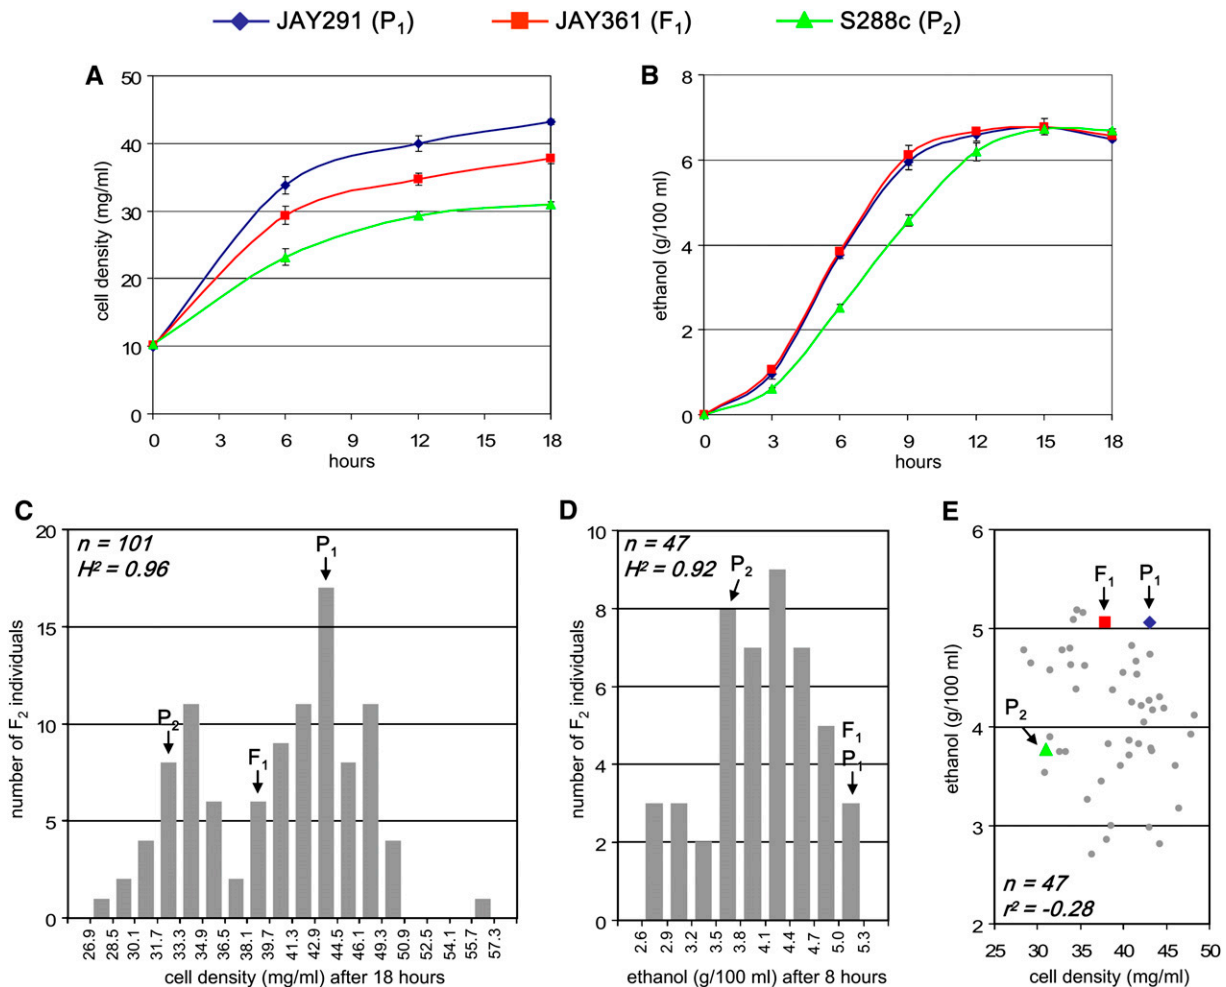 JAY291 (P1)
JAY361 (F1)
S288c (P2)
A
50
40
30
20
10
0
cell density (mg/ml)
0 3 6 9 12 15 18
hours
B
8
6
4
2
0
ethanol (g/100 ml)
0 3 6 9 12 15 18
hours
C
20
15
10
5
0
number of F2 individuals
n = 101
H² = 0.96
P1
P2
F1
26.9 28.5 30.1 31.7 33.3 34.9 36.5 38.1 39.7 41.3 42.9 44.5 46.1 49.3 50.9 52.5 54.1 55.7 57.3
cell density (mg/ml) after 18 hours
D
10
8
6
4
2
0
number of F2 individuals
n = 47
H² = 0.92
P2
F1
P1
2.6 2.9 3.2 3.5 3.8 4.1 4.4 4.7 5.0 5.3
ethanol (g/100 ml) after 8 hours
E
6
5
4
3
2
ethanol (g/100 ml)
F1
P1
P2
n = 47
r² = -0.28
25 30 35 40 45 50
cell density (mg/ml)